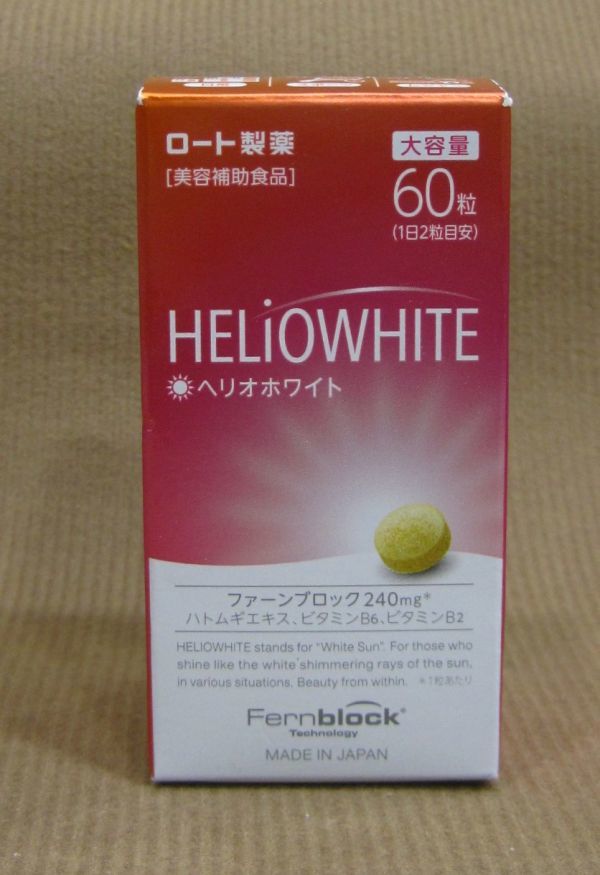 ロート製薬
[美容補助食品]
大容量
60粒
(1日2粒目安)
HELiOWHITE
ヘリオホワイト
ファーンブロック240mg*
ハトムギエキス、ビタミンB6、ビタミンB2
HELIOWHITE stands for "White Sun". For those who
shine like the white shimmering rays of the sun,
in various situations. Beauty from within. *1粒あたり
Fernblock®
Technology
MADE IN JAPAN